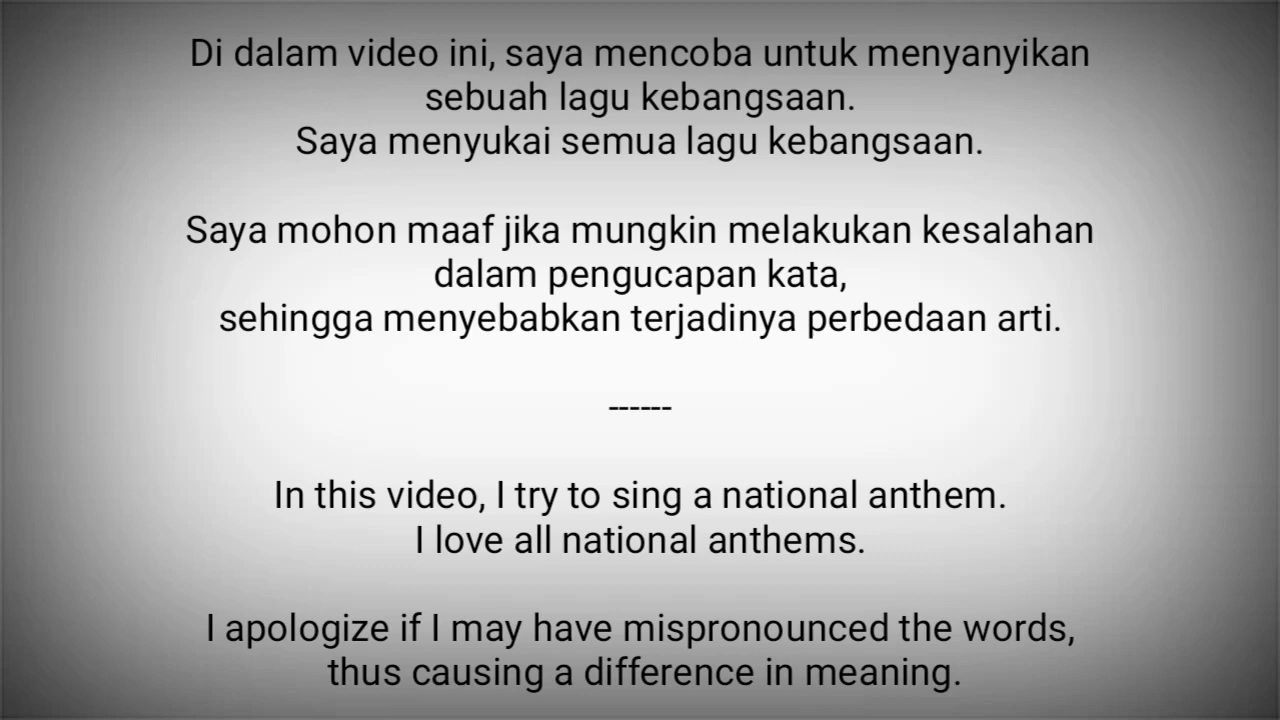 Di dalam video ini, saya mencoba untuk menyanyikan
sebuah lagu kebangsaan.
Saya menyukai semua lagu kebangsaan.
Saya mohon maaf jika mungkin melakukan kesalahan
dalam pengucapan kata,
sehingga menyebabkan terjadinya perbedaan arti.
------
In this video, I try to sing a national anthem.
I love all national anthems.
I apologize if I may have mispronounced the words,
thus causing a difference in meaning.